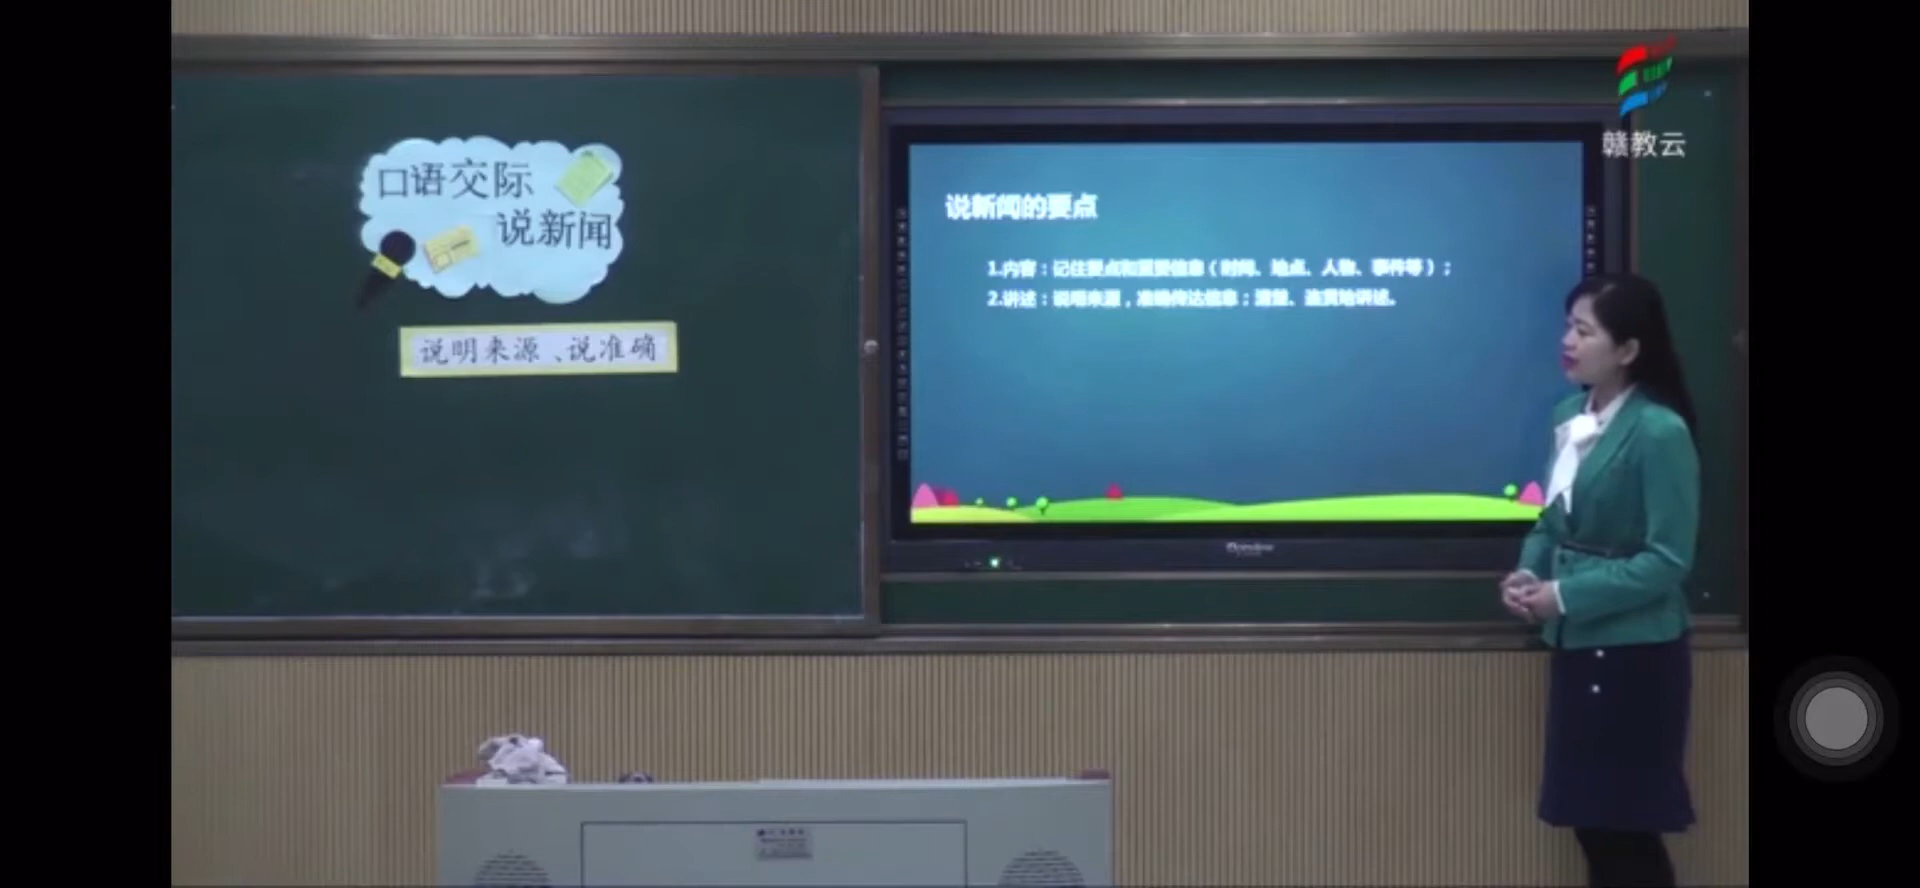 口语交际
说新闻
说明来源、说准确
说新闻的要点
1.内容：记住要点和重要信息（时间、地点、人物、事件等）；
2.讲述：说明来源，准确传达信息；清楚、连贯地讲述。
赣教云